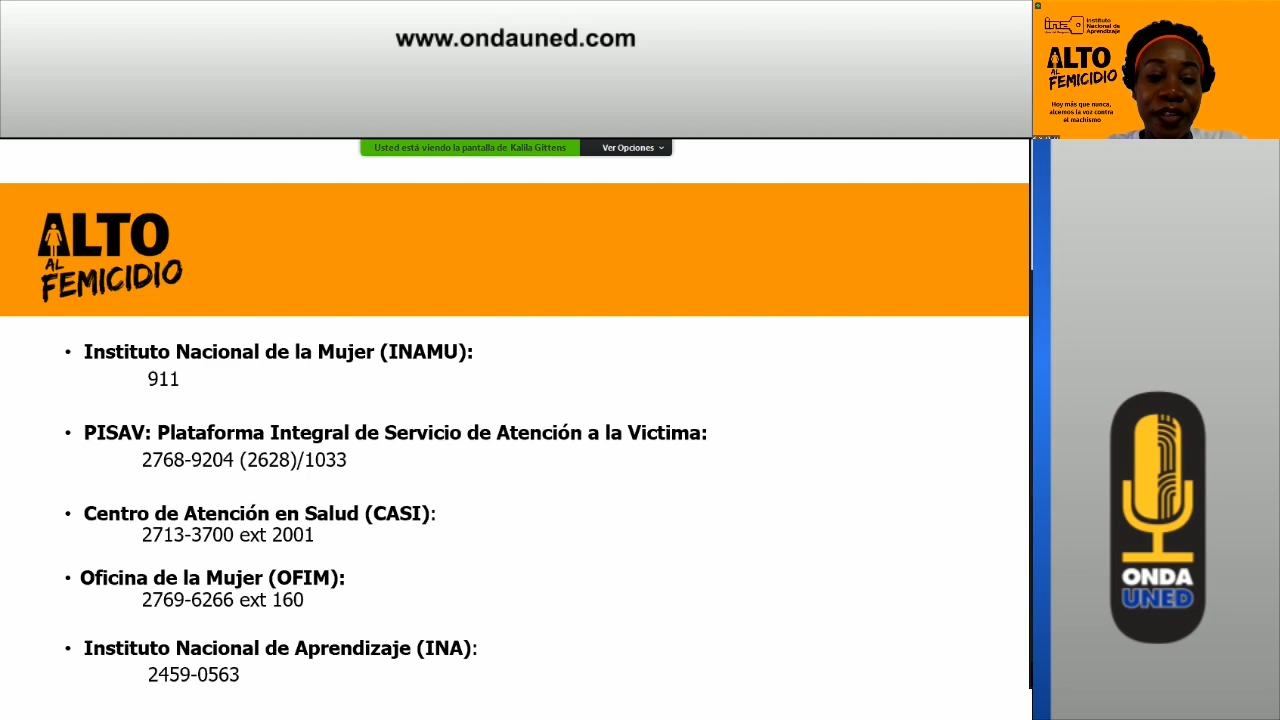 www.ondauned.com
ina
Instituto
Nacional de
Aprendizaje
ALTO
AL
FEMICIDIO
Hoy más que nunca,
alcemos la voz contra
el machismo
Usted está viendo la pantalla de Kalila Gittens
Ver Opciones
ALTO
AL
FEMICIDIO
• Instituto Nacional de la Mujer (INAMU):
911
• PISAV: Plataforma Integral de Servicio de Atención a la Victima:
2768-9204 (2628)/1033
• Centro de Atención en Salud (CASI):
2713-3700 ext 2001
• Oficina de la Mujer (OFIM):
2769-6266 ext 160
• Instituto Nacional de Aprendizaje (INA):
2459-0563
ONDA
UNED